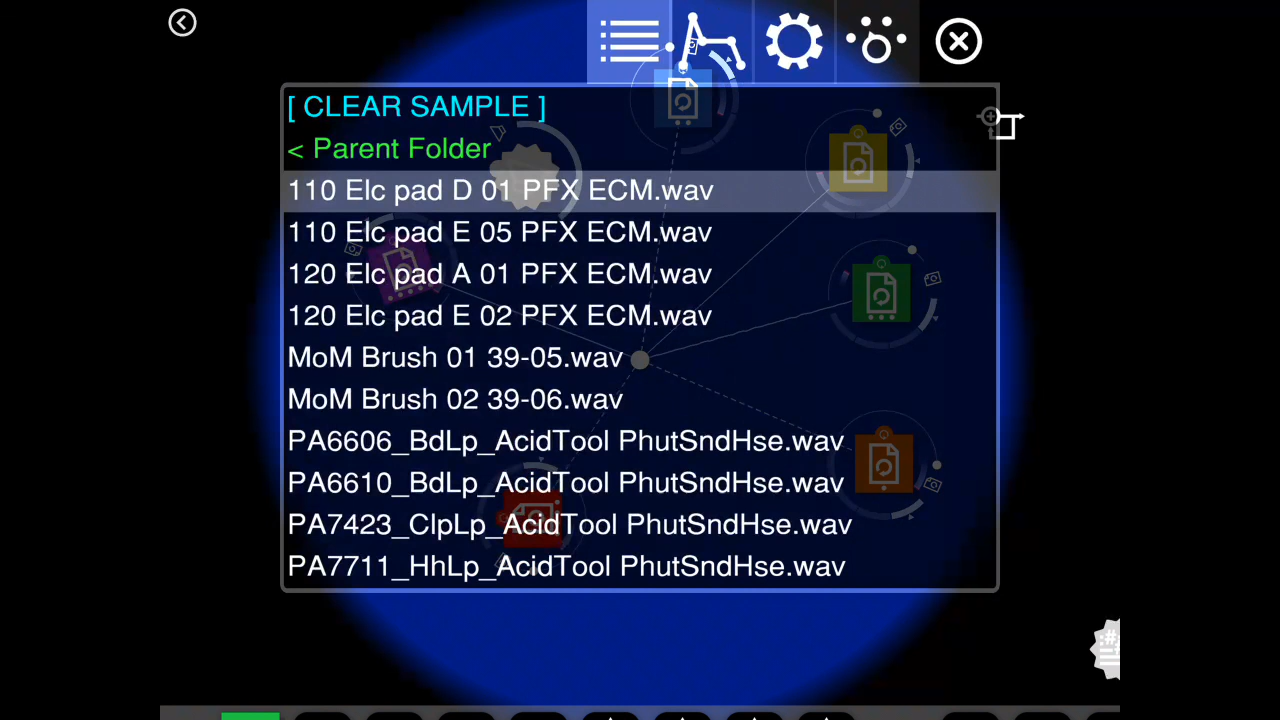 [ CLEAR SAMPLE ]
< Parent Folder
110 Elc pad D 01 PFX ECM.wav
110 Elc pad E 05 PFX ECM.wav
120 Elc pad A 01 PFX ECM.wav
120 Elc pad E 02 PFX ECM.wav
MoM Brush 01 39-05.wav
MoM Brush 02 39-06.wav
PA6606_BdLp_AcidTool PhutSndHse.wav
PA6610_BdLp_AcidTool PhutSndHse.wav
PA7423_ClpLp_AcidTool PhutSndHse.wav
PA7711_HhLp_AcidTool PhutSndHse.wav